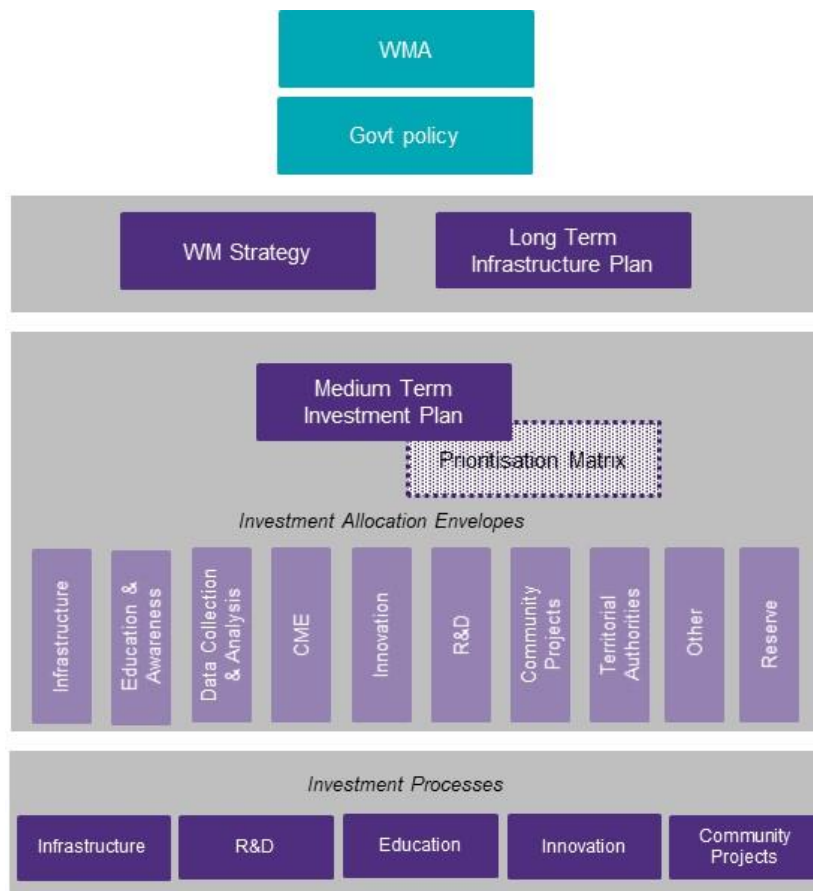 WMA
Govt policy
WM Strategy
Long Term
Infrastructure Plan
Medium Term
Investment Plan
Prioritisation Matrix
Investment Allocation Envelopes
Infrastructure
Education &
Awareness
Data Collection
& Analysis
CME
Innovation
R&D
Community
Projects
Territorial
Authorities
Other
Reserve
Investment Processes
Infrastructure
R&D
Education
Innovation
Community
Projects